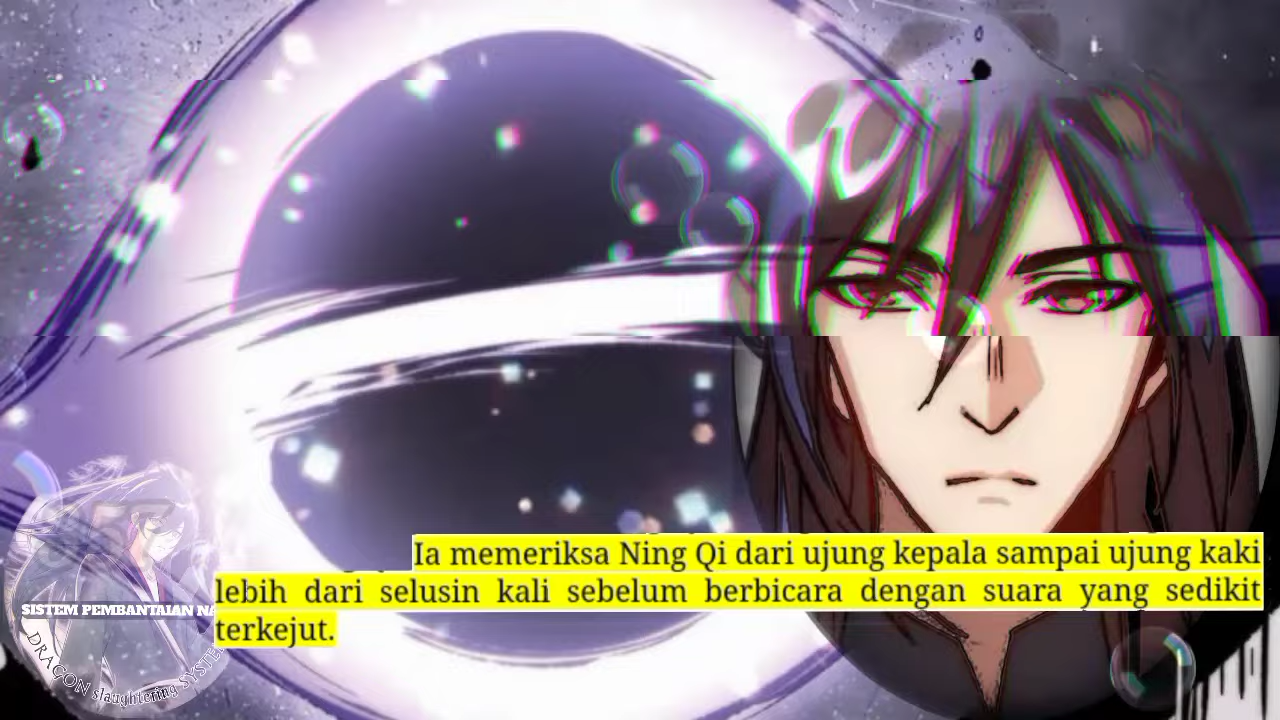 Ia memeriksa Ning Qi dari ujung kepala sampai ujung kaki
lebih dari selusin kali sebelum berbicara dengan suara yang sedikit
terkejut.
SISTEM PEMBANTAIAN NA
DRAGON slaughtering SYSTE